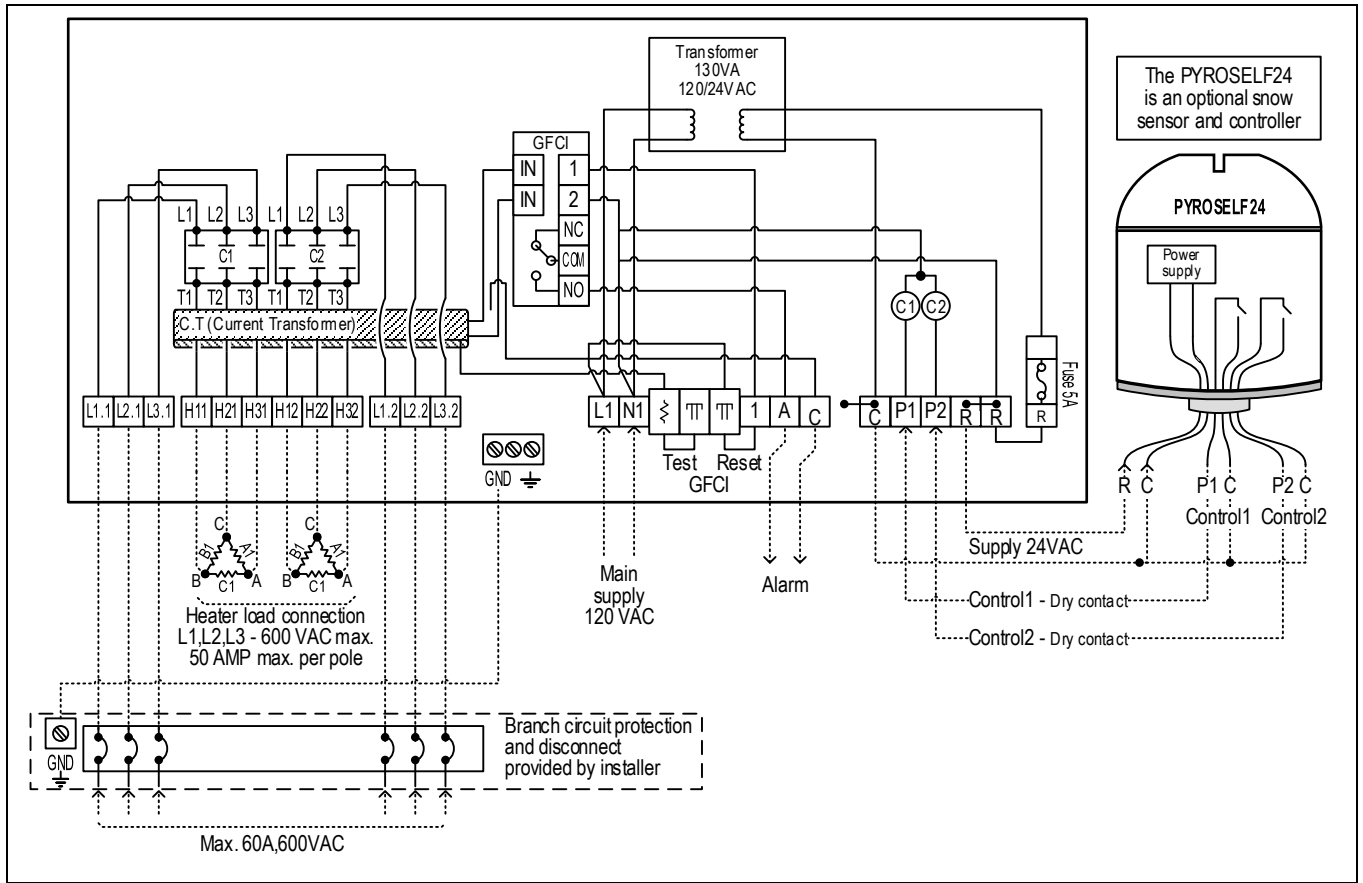 Transformer
130VA
120/24VAC
The PYROSELF24
is an optional snow
sensor and controller
GFCI
IN 1
IN 2
NC
COM
NO
L1 L2 L3 L1 L2 L3
C1 C2
T1 T2 T3 T1 T2 T3
C.T (Current Transformer)
C1 C2
PYROSELF24
Power
supply
Fuse 5A
R
L1.1 L2.1 L3.1 H11 H21 H31 H12 H22 H32 L1.2 L2.2 L3.2
L1 N1 1 A C
C P1 P2 R R
Test Reset
GFCI
GND
R C P1 C P2 C
Control1 Control2
Supply 24VAC
Control1 - Dry contact
Control2 - Dry contact
Main
supply
120 VAC
Alarm
C C
B1 A1 B1 A1
B C1 A B C1 A
Heater load connection
L1,L2,L3 - 600 VAC max.
50 AMP max. per pole
GND
Branch circuit protection
and disconnect
provided by installer
Max. 60A,600VAC